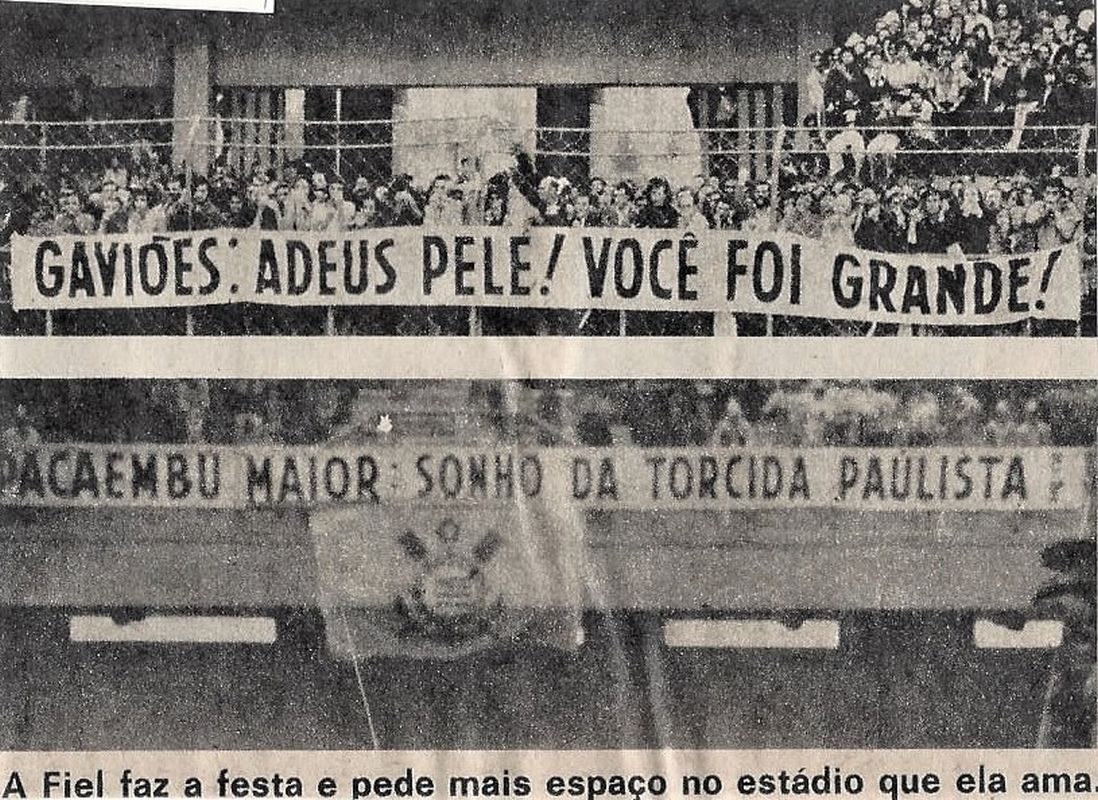 GAVIÕES: ADEUS PELE! VOCÊ FOI GRANDE!
PACAEMBU MAIOR: SONHO DA TORCIDA PAULISTA
A Fiel faz a festa e pede mais espaço no estádio que ela ama.